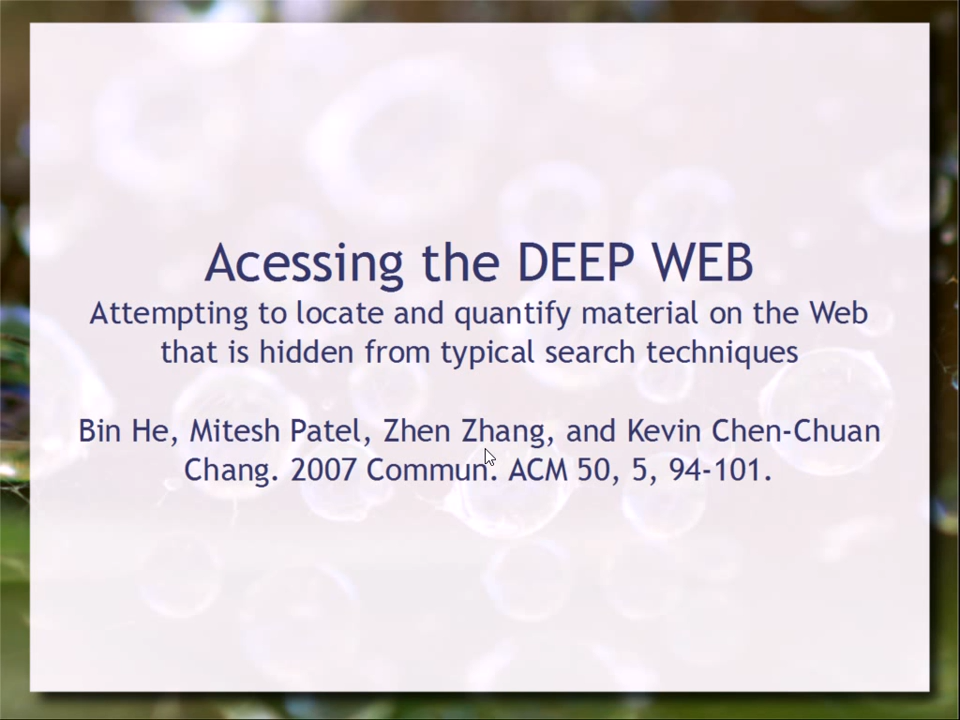 Acessing the DEEP WEB
Attempting to locate and quantify material on the Web
that is hidden from typical search techniques
Bin He, Mitesh Patel, Zhen Zhang, and Kevin Chen-Chuan
Chang. 2007 Commun. ACM 50, 5, 94-101.